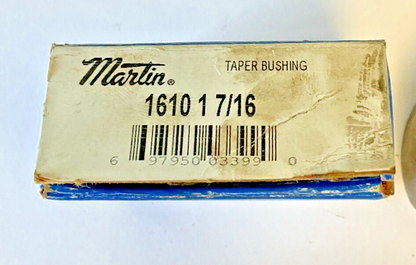 Martin®
TAPER BUSHING
1610 1 7/16
6 97950 03399 0